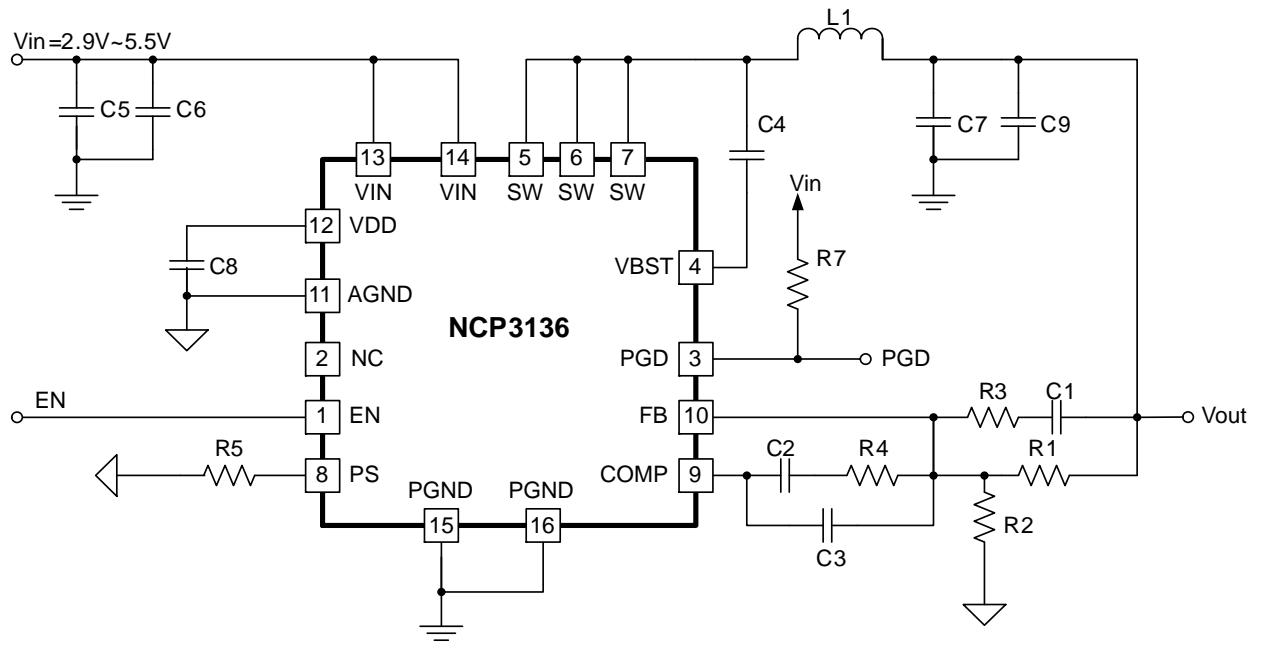 L1
Vin=2.9V~5.5V
C5
C6
C4
C7
C9
13
14
5
6
7
VIN
VIN
SW
SW
SW
Vin
12
VDD
C8
VBST
4
R7
11
AGND
NCP3136
2
NC
PGD
3
PGD
EN
1
EN
FB
10
R3
C1
Vout
R5
8
PS
COMP
9
C2
R4
R1
PGND
PGND
15
16
C3
R2